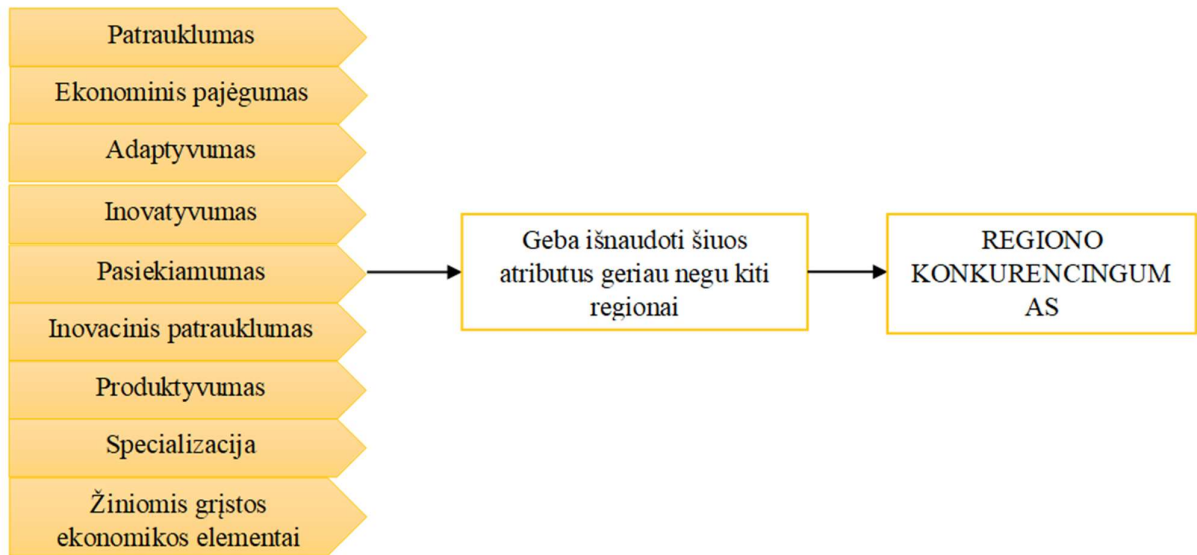 Patrauklumas
Ekonominis pajėgumas
Adaptyvumas
Inovatyvumas
Pasiekiamumas
Inovacinis patrauklumas
Produktyvumas
Specializacija
Žiniomis grįstos
ekonomikos elementai
Geba išnaudoti šiuos
atributus geriau negu kiti
regionai
REGIONO
KONKURENCINGUM
AS